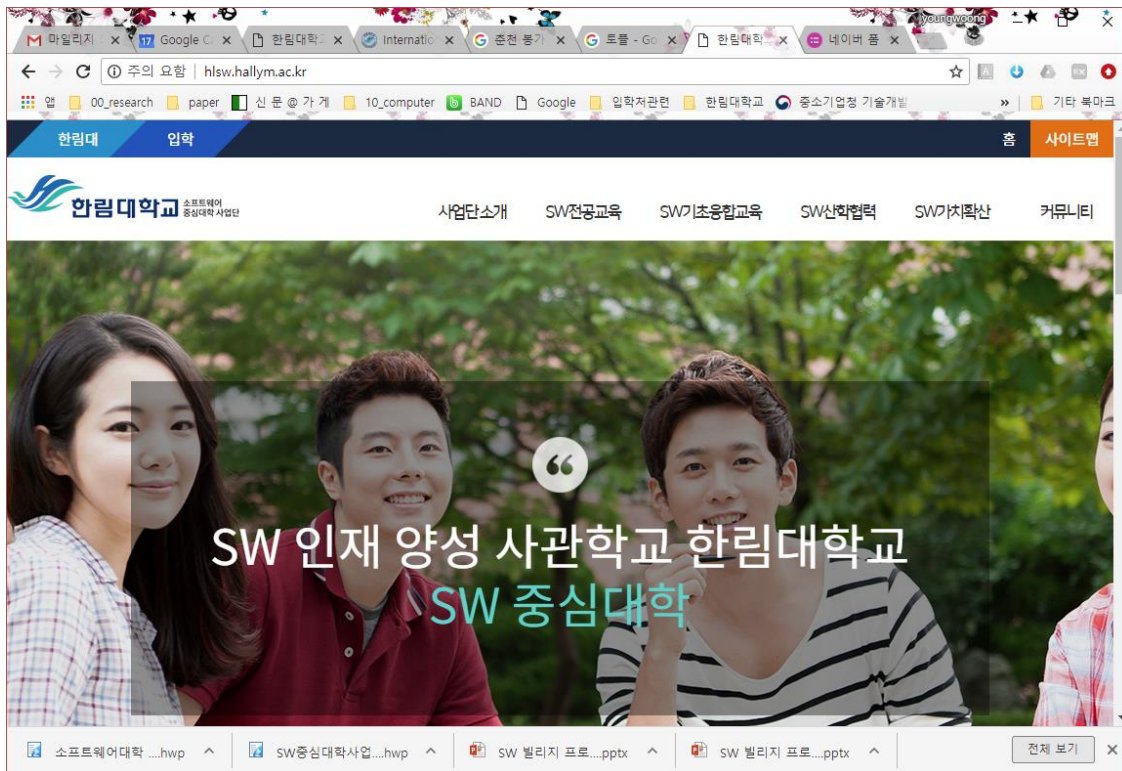 youngwoong
마일리지
Google C
한림대학교
Internatio
춘천 봉가
토플 - Go
한림대학
네이버 폼
주의 요함 | hlsw.hallym.ac.kr
앱 00_research paper 신 문 @ 가 게 10_computer BAND Google 입학처관련 한림대학교 중소기업청 기술개발 » 기타 북마크
한림대 입학 홈 사이트맵
한림대학교 소프트웨어
중심대학 사업단
사업단소개 SW전공교육 SW기초융합교육 SW산학협력 SW가치확산 커뮤니티
SW 인재 양성 사관학교 한림대학교
SW 중심대학
소프트웨어대학 ....hwp SW중심대학사업....hwp SW 빌리지 프로....pptx SW 빌리지 프로....pptx 전체 보기